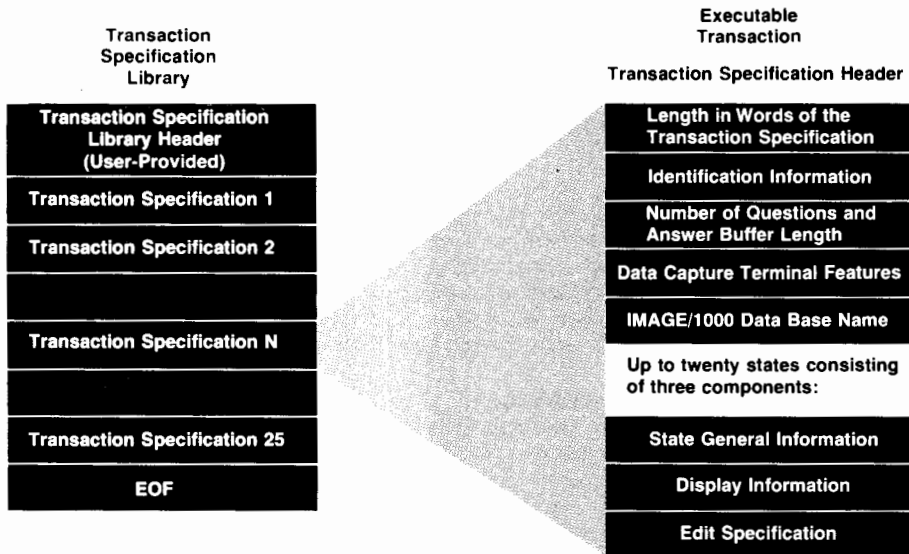 Transaction
Specification
Library
Transaction Specification
Library Header
(User-Provided)
Transaction Specification 1
Transaction Specification 2
Transaction Specification N
Transaction Specification 25
EOF
Executable
Transaction
Transaction Specification Header
Length in Words of the
Transaction Specification
Identification Information
Number of Questions and
Answer Buffer Length
Data Capture Terminal Features
IMAGE/1000 Data Base Name
Up to twenty states consisting
of three components:
State General Information
Display Information
Edit Specification